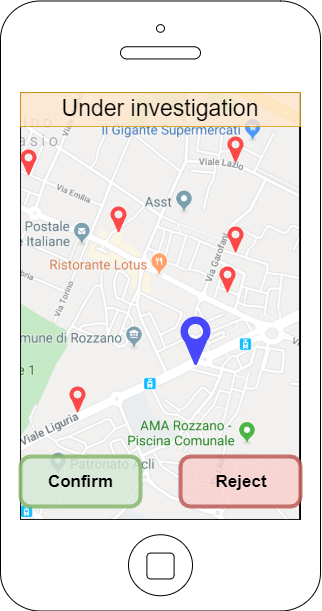 Under investigation
Il Gigante Supermercati
asio
Viale Lazio
Via Emilia
Asst
Postale
e Italiane
Via Garofani
Ristorante Lotus
Via Torino
mune di Rozzano
e 1
Viale Liguria
AMA Rozzano -
Piscina Comunale
Patronato Acli
Confirm
Reject